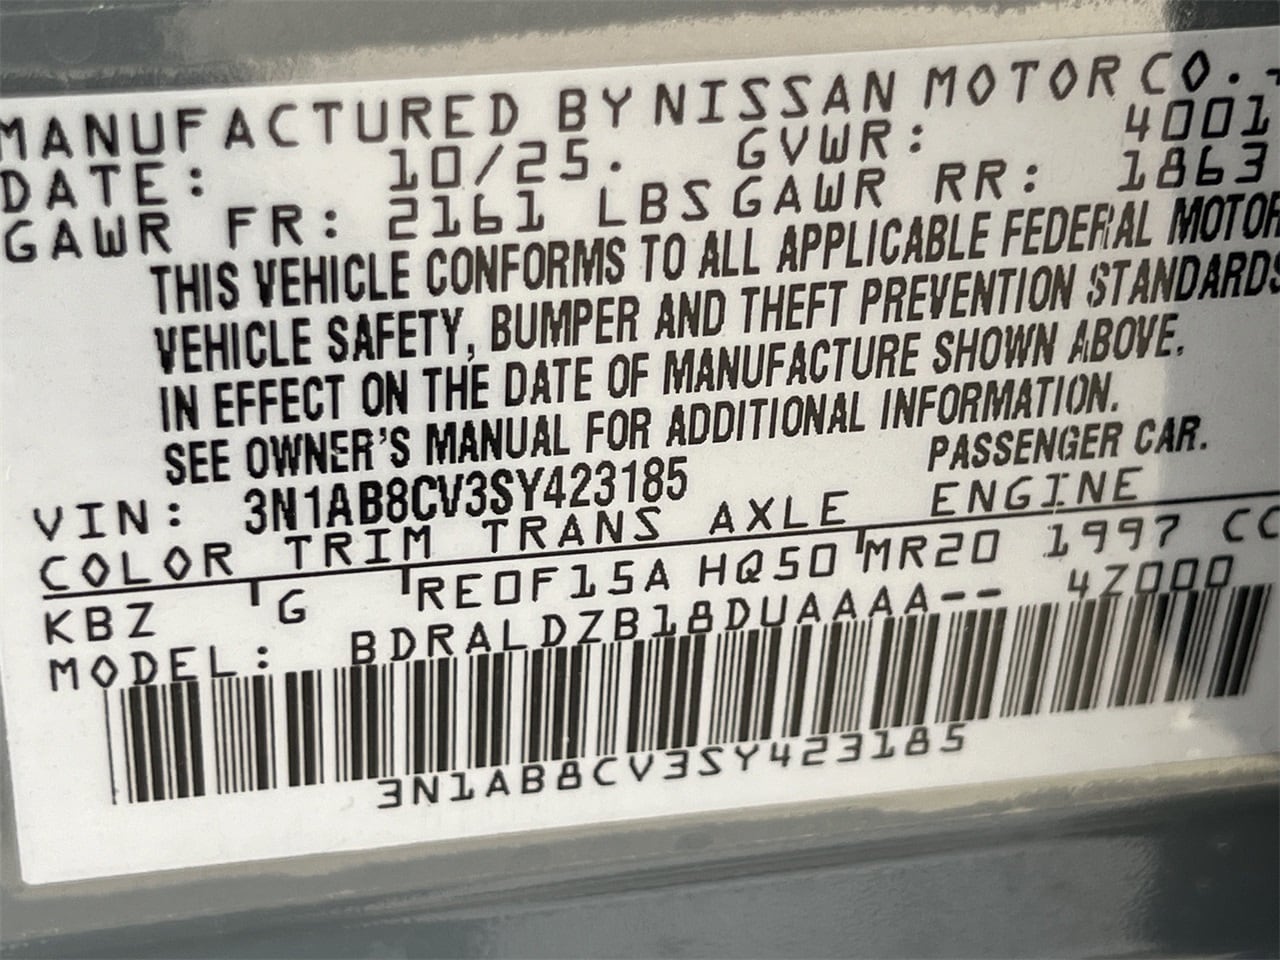 MANUFACTURED BY NISSAN MOTOR CO.,
DATE: 10/25. GVWR: 4001
GAWR FR: 2161 LBS GAWR RR: 1863
THIS VEHICLE CONFORMS TO ALL APPLICABLE FEDERAL MOTOR
VEHICLE SAFETY, BUMPER AND THEFT PREVENTION STANDARDS
IN EFFECT ON THE DATE OF MANUFACTURE SHOWN ABOVE.
SEE OWNER'S MANUAL FOR ADDITIONAL INFORMATION.
VIN: 3N1AB8CV3SY423185 PASSENGER CAR.
COLOR TRIM TRANS AXLE ENGINE
KBZ G RE0F15A HQ50 MR20 1997 CC
MODEL: BDRALDZB18DUAAAA-- 4Z000
3N1AB8CV3SY423185